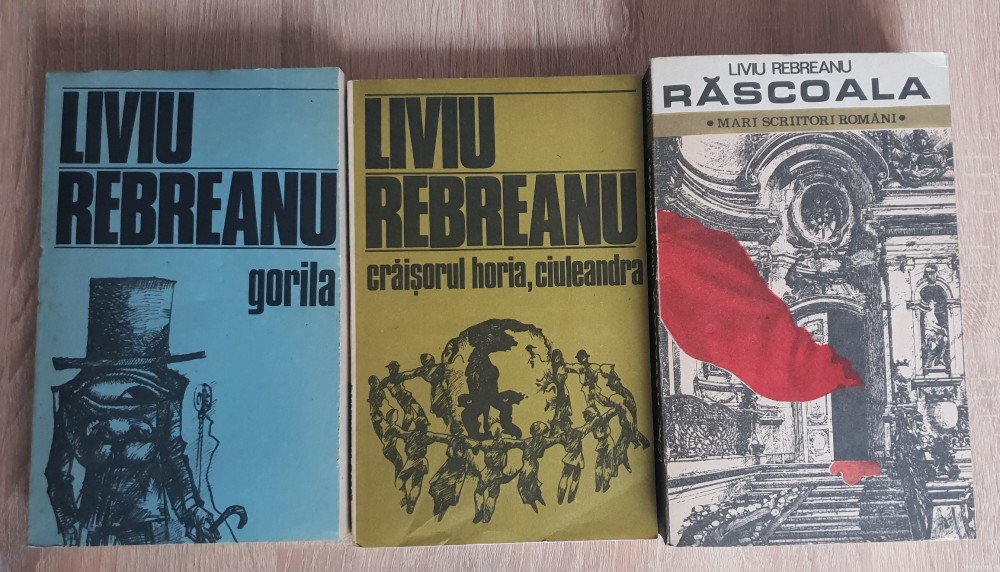 LIVIU
REBREANU
gorila
LIVIU
REBREANU
crăișorul horia, ciuleandra
LIVIU REBREANU
RĂSCOALA
• MARI SCRIITORI ROMÂNI •